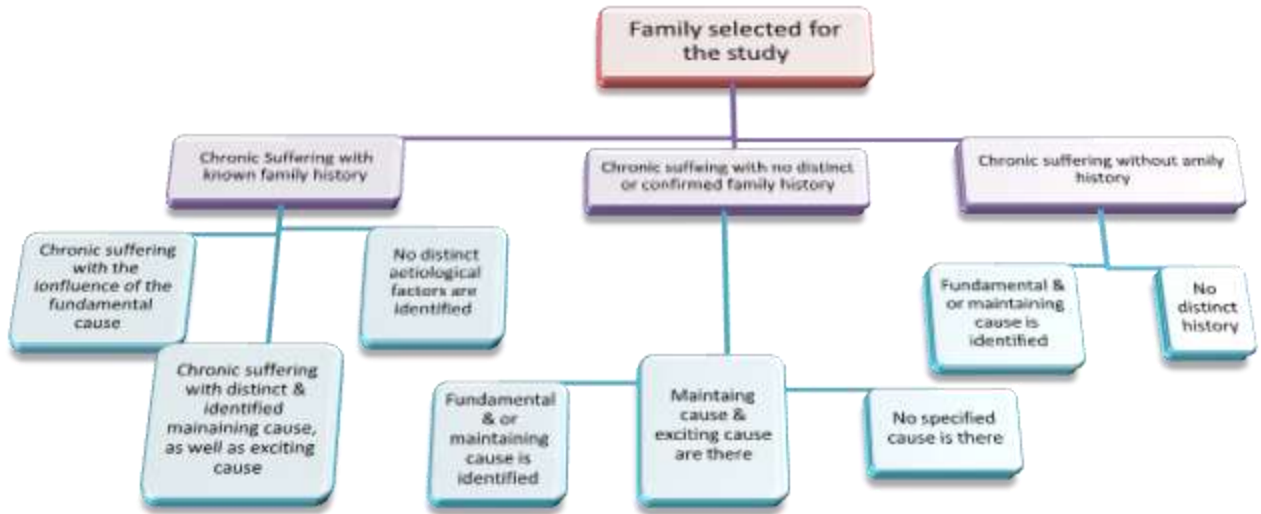 Family selected for
the study
Chronic Suffering with
known family history
Chronic suffwing with no distinct
or confirmed family history
Chronic suffering without amily
history
Chronic suffering
with the
ionfluence of the
fundamental
cause
No distinct
aetiological
factors are
identified
Chronic suffering
with distinct &
identified
mainaining cause,
as well as exciting
cause
Fundamental
& or
maintaining
cause is
identified
Maintaing
cause &
exciting cause
are there
No specified
cause is there
Fundamental &
or maintaining
cause is
identified
No
distinct
history